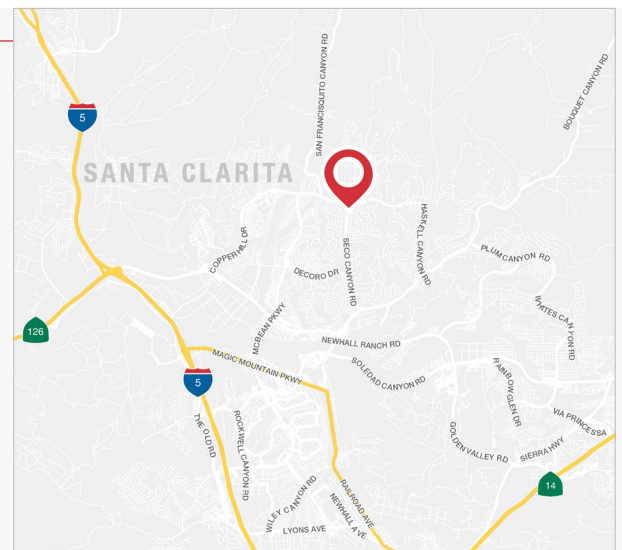 SAN FRANCISQUITO CANYON RD
BOUQUET CANYON RD
5
SANTA CLARITA
HASKELL CANYON RD
COPPER HILL DR
SECO CANYON RD
DECORO DR
PLUM CANYON RD
WHITES CANYON RD
126
MCBEAN PKWY
NEWHALL RANCH RD
MAGIC MOUNTAIN PKWY
SOLEDAD CANYON RD
RAINBOW GLEN DR
5
THE OLD RD
ROCKWELL CANYON RD
VIA PRINCESSA
GOLDEN VALLEY RD
SIERRA HWY
14
WILEY CANYON RD
RAILROAD AVE
NEWHALL AVE
LYONS AVE